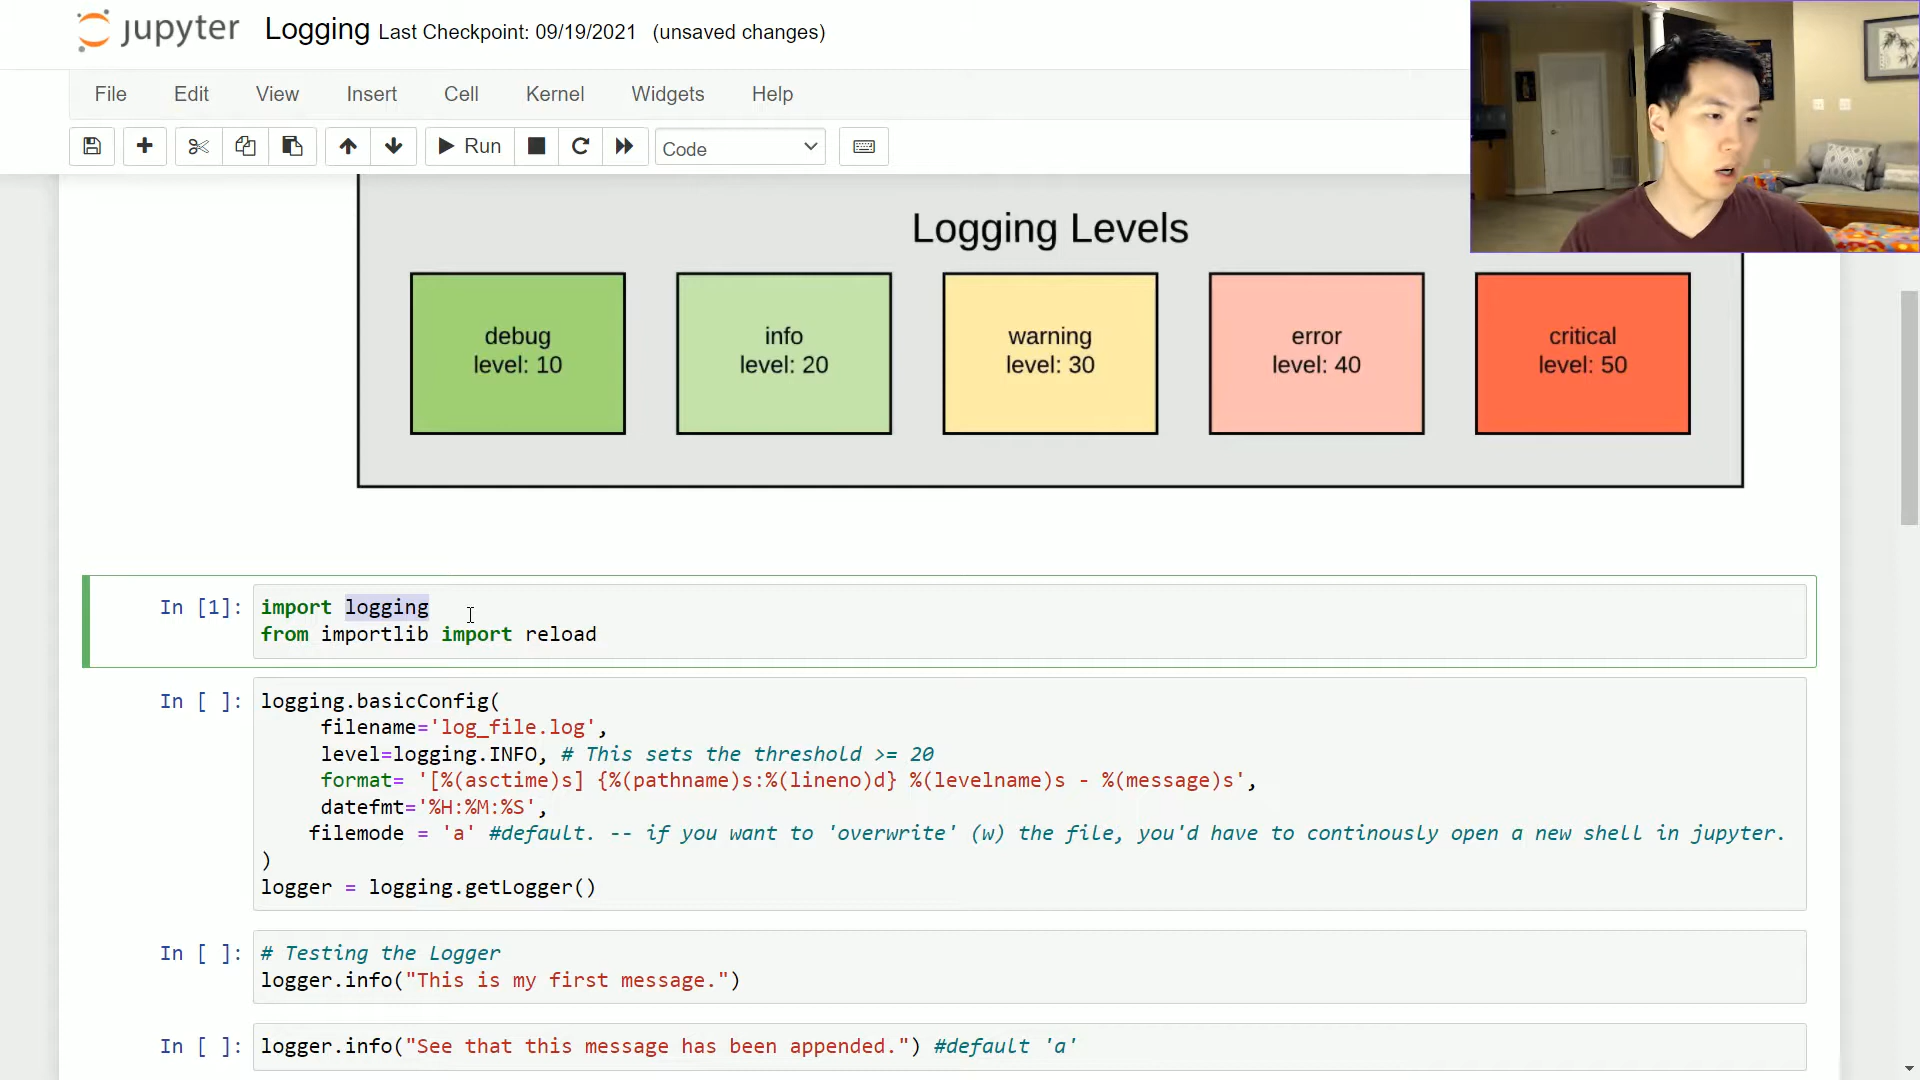 jupyter Logging Last Checkpoint: 09/19/2021 (unsaved changes)
File Edit View Insert Cell Kernel Widgets Help
Run Code
Logging Levels
debug
level: 10
info
level: 20
warning
level: 30
error
level: 40
critical
level: 50
In [1]: import logging
from importlib import reload
In [ ]: logging.basicConfig(
filename='log_file.log',
level=logging.INFO, # This sets the threshold >= 20
format= '[%(asctime)s] {%(pathname)s:%(lineno)d} %(levelname)s - %(message)s',
datefmt='%H:%M:%S',
filemode = 'a' #default. -- if you want to 'overwrite' (w) the file, you'd have to continously open a new shell in jupyter.
)
logger = logging.getLogger()
In [ ]: # Testing the Logger
logger.info("This is my first message.")
In [ ]: logger.info("See that this message has been appended.") #default 'a'